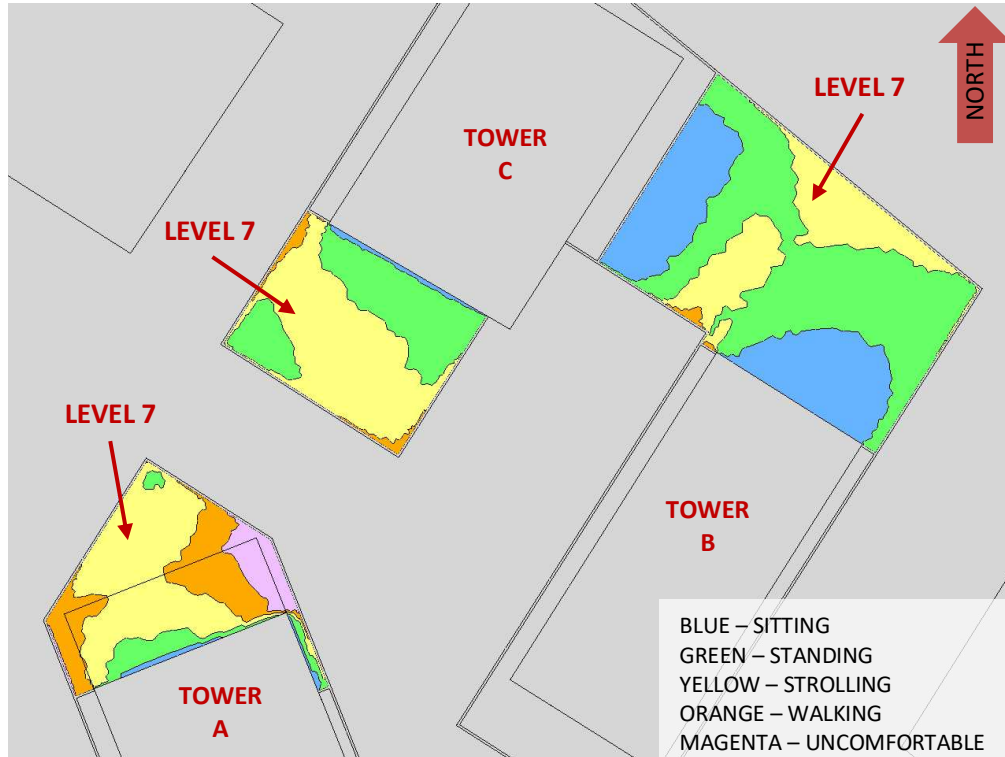 NORTH
LEVEL 7
TOWER
C
LEVEL 7
LEVEL 7
TOWER
B
TOWER
A
BLUE – SITTING
GREEN – STANDING
YELLOW – STROLLING
ORANGE – WALKING
MAGENTA – UNCOMFORTABLE